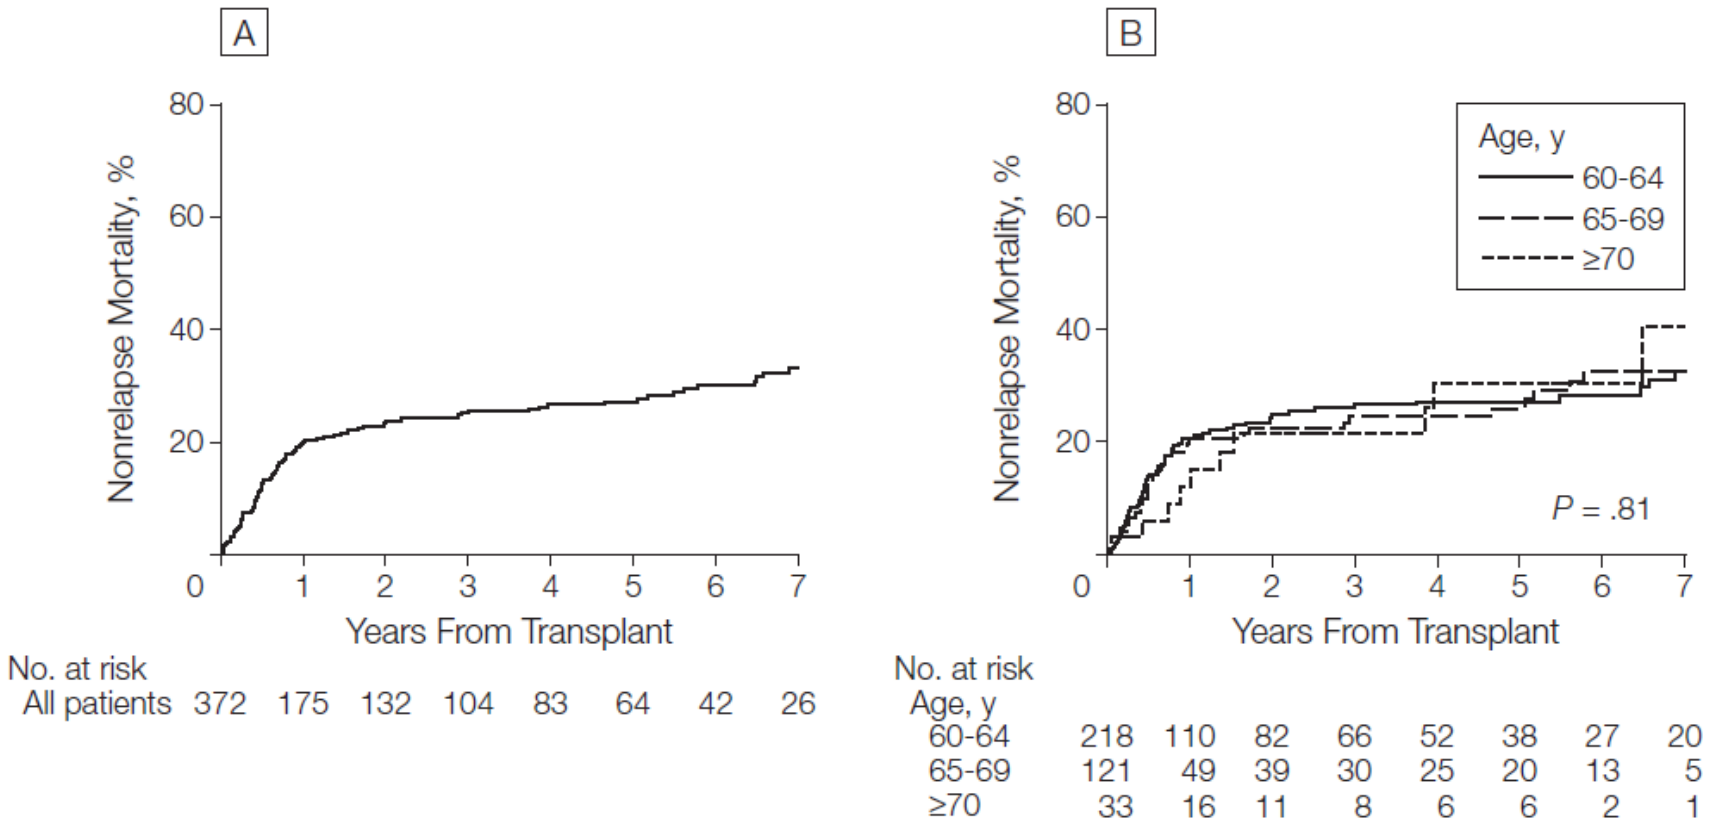 A
80
60
40
20
0 1 2 3 4 5 6 7
Nonrelapse Mortality, %
Years From Transplant
No. at risk
All patients 372 175 132 104 83 64 42 26
B
80
60
40
20
0 1 2 3 4 5 6 7
Nonrelapse Mortality, %
Age, y
60-64
65-69
≥70
P = .81
Years From Transplant
No. at risk
Age, y
60-64 218 110 82 66 52 38 27 20
65-69 121 49 39 30 25 20 13 5
≥70 33 16 11 8 6 6 2 1